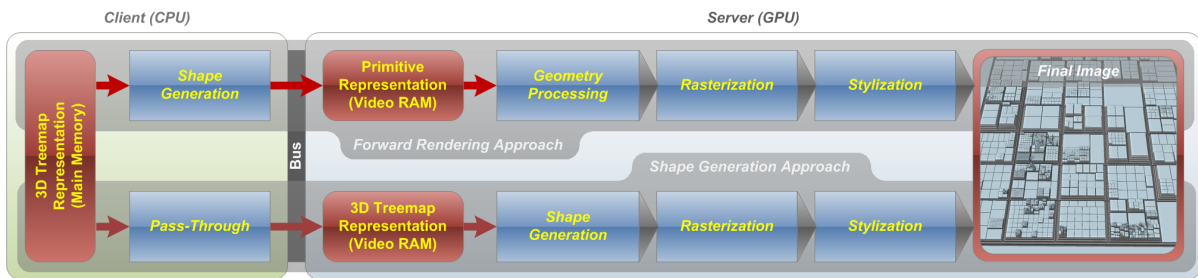 Client (CPU)
Server (GPU)
3D Treemap
Representation
(Main Memory)
Shape
Generation
Bus
Primitive
Representation
(Video RAM)
Geometry
Processing
Rasterization
Stylization
Final Image
Forward Rendering Approach
Shape Generation Approach
Pass-Through
3D Treemap
Representation
(Video RAM)
Shape
Generation
Rasterization
Stylization